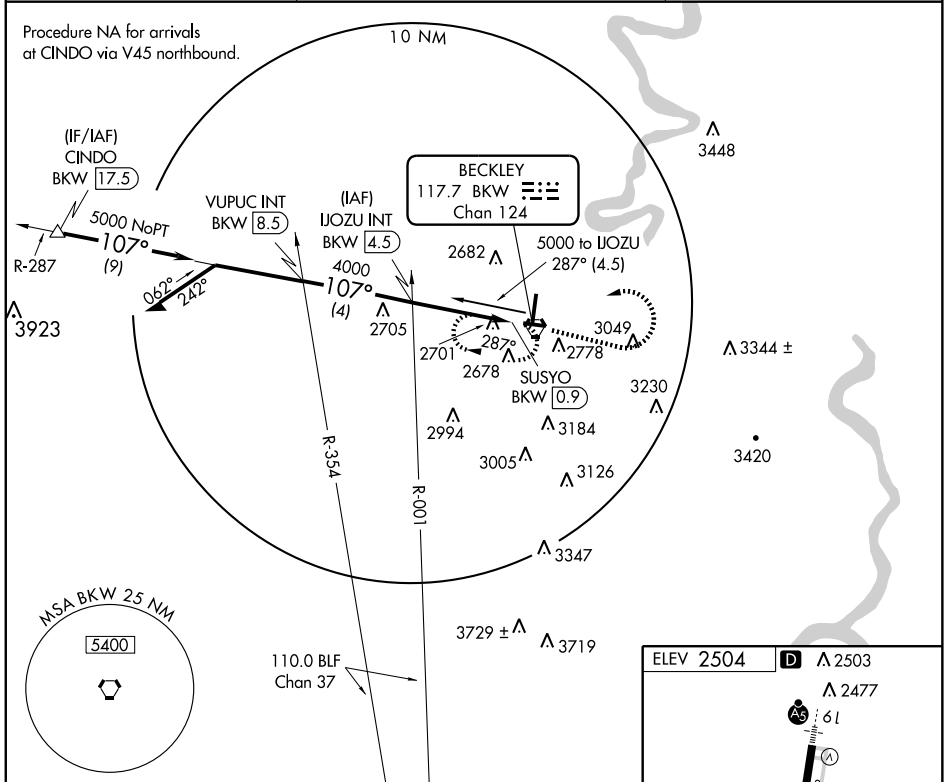 Procedure NA for arrivals
at CINDO via V45 northbound.
10 NM
(IF/IAF)
CINDO
BKW 17.5
3448
BECKLEY
117.7 BKW
Chan 124
VUPUC INT
BKW 8.5
(IAF)
IJOZU INT
BKW 4.5
5000 NoPT
107°
(9)
R-287
2682
5000 to IJOZU
287° (4.5)
4000
107°
(4)
062°
242°
3923
2705
2701
287°
2678
2778
3049
3344 ±
SUSYO
BKW 0.9
3230
2994
3184
3420
3005
3126
R-354
R-001
3347
MSA BKW 25 NM
5400
3729 ±
3719
110.0 BLF
Chan 37
ELEV 2504
D
2503
2477
A5
19